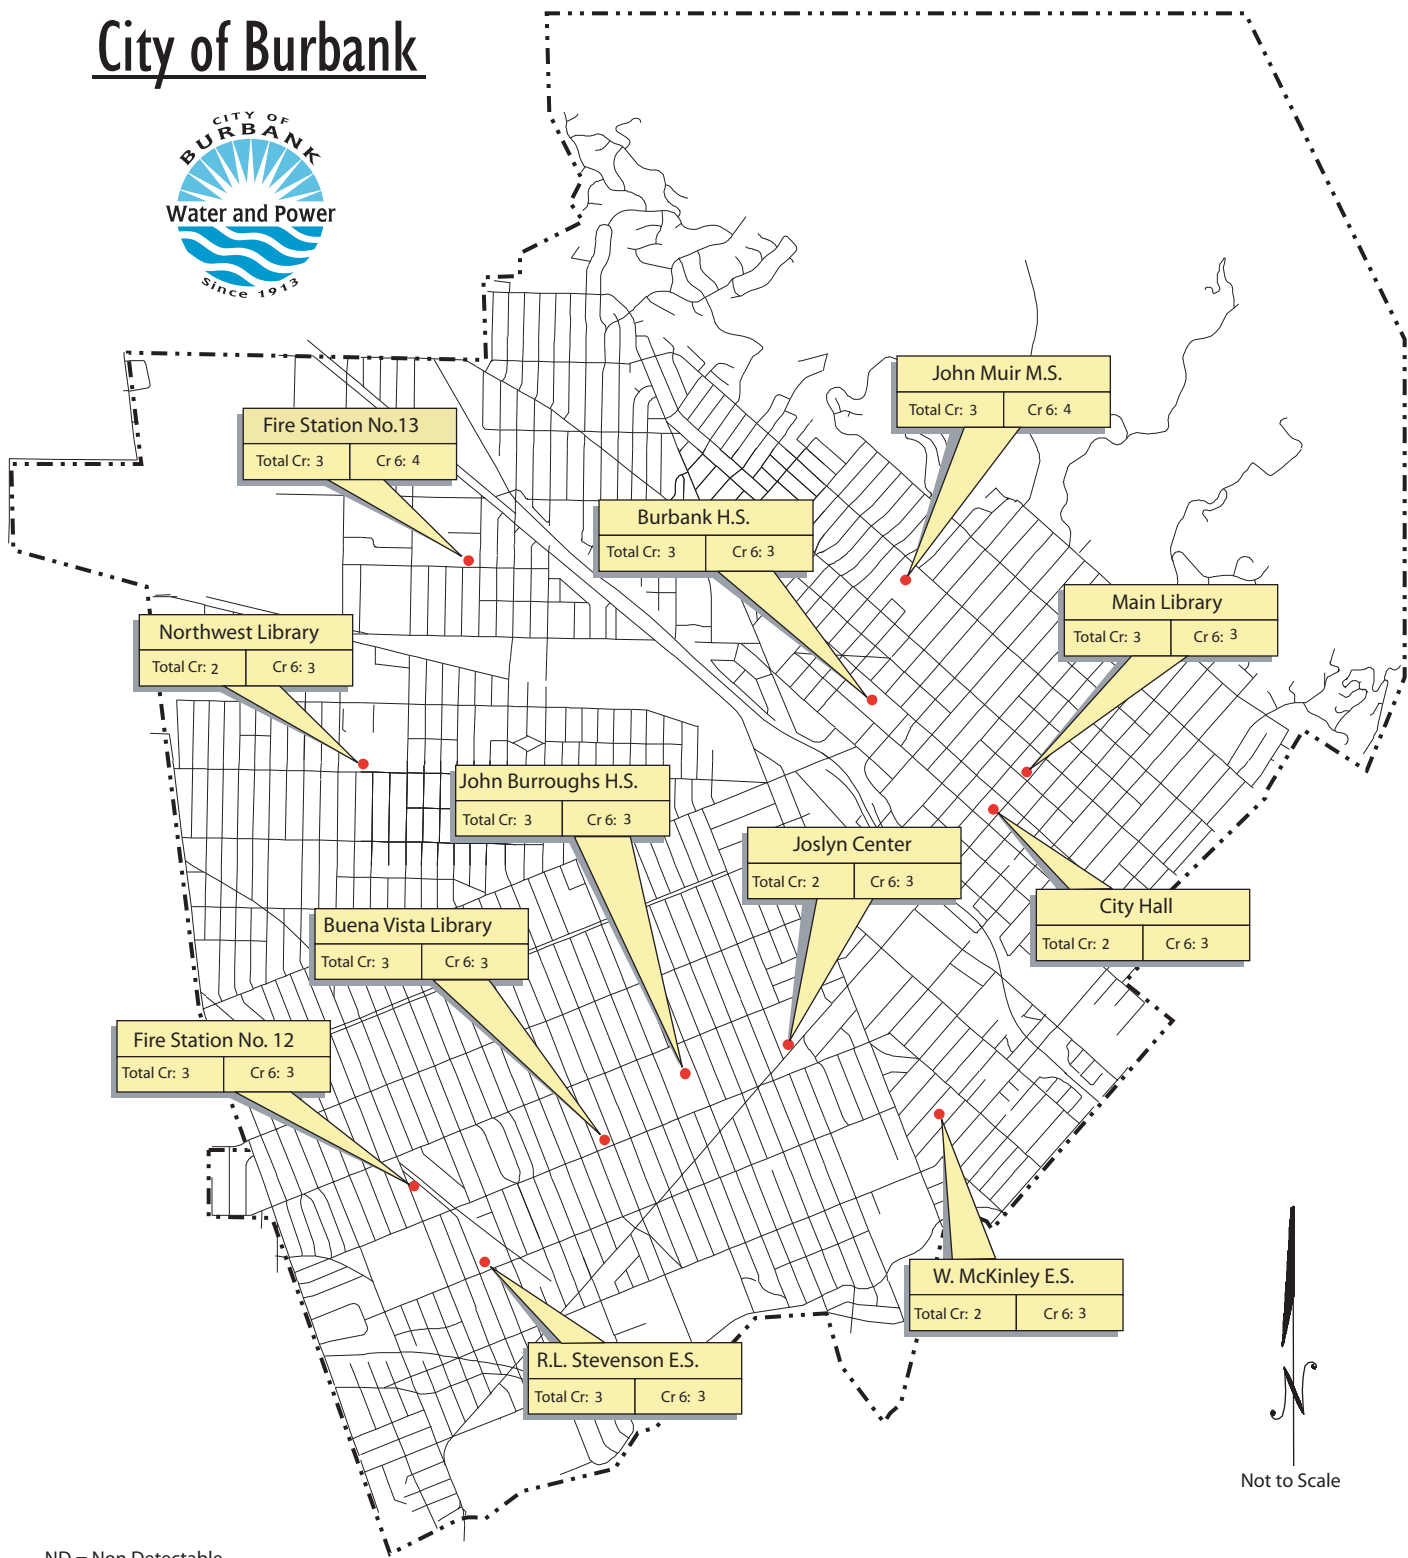 City of Burbank
CITY OF
BURBANK
Water and Power
Since 1913
John Muir M.S.
Total Cr: 3 Cr 6: 4
Fire Station No.13
Total Cr: 3 Cr 6: 4
Burbank H.S.
Total Cr: 3 Cr 6: 3
Main Library
Total Cr: 3 Cr 6: 3
Northwest Library
Total Cr: 2 Cr 6: 3
John Burroughs H.S.
Total Cr: 3 Cr 6: 3
Joslyn Center
Total Cr: 2 Cr 6: 3
City Hall
Total Cr: 2 Cr 6: 3
Buena Vista Library
Total Cr: 3 Cr 6: 3
Fire Station No. 12
Total Cr: 3 Cr 6: 3
W. McKinley E.S.
Total Cr: 2 Cr 6: 3
R.L. Stevenson E.S.
Total Cr: 3 Cr 6: 3
N
Not to Scale
ND = Non Detectable